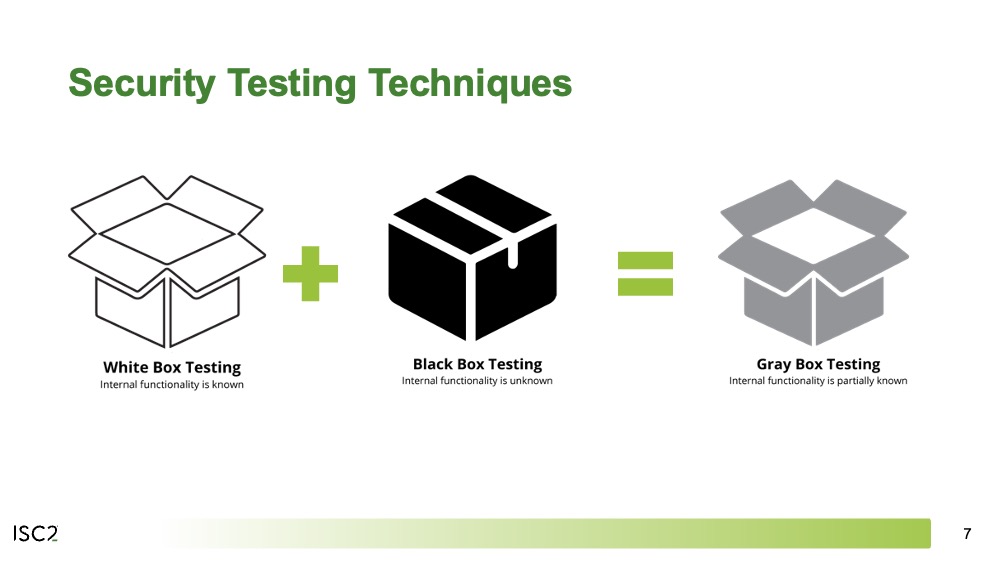 Security Testing Techniques
White Box Testing
Internal functionality is known
Black Box Testing
Internal functionality is unknown
Gray Box Testing
Internal functionality is partially known
ISC2
7